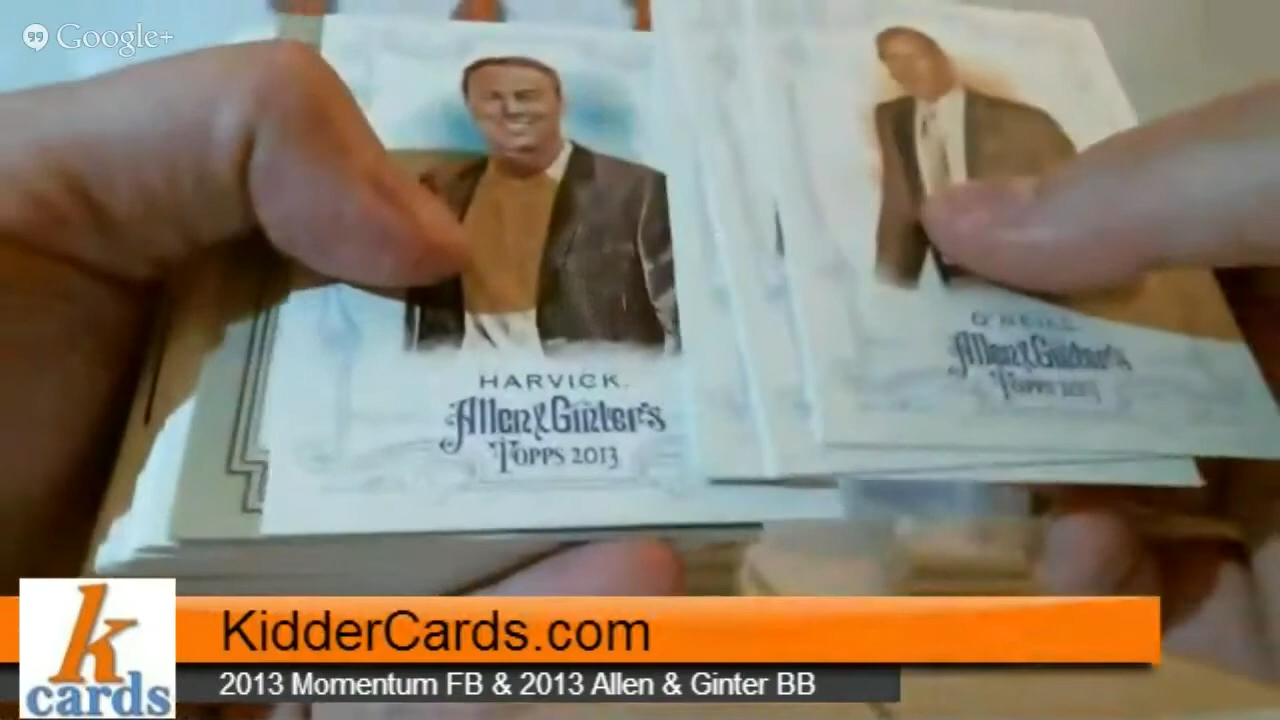 Google+
HARVICK.
Allen & Ginter's
TOPPS 2013
O'NEILL
Allen & Ginter's
TOPPS 2013
k
cards
KidderCards.com
2013 Momentum FB & 2013 Allen & Ginter BB